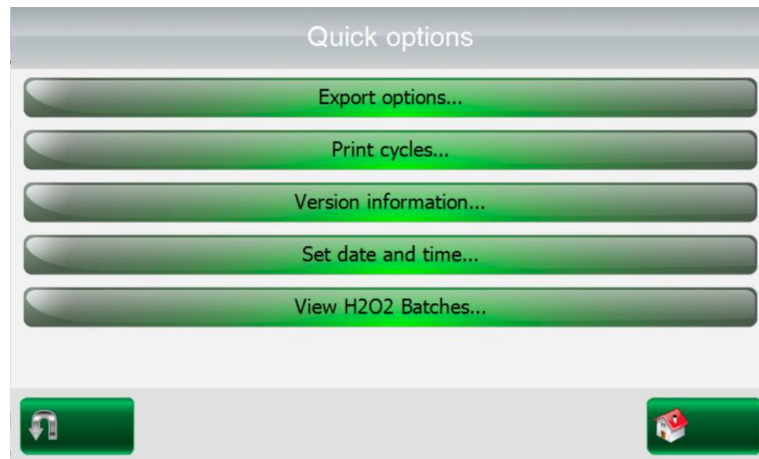 Quick options
Export options...
Print cycles...
Version information...
Set date and time...
View H2O2 Batches...